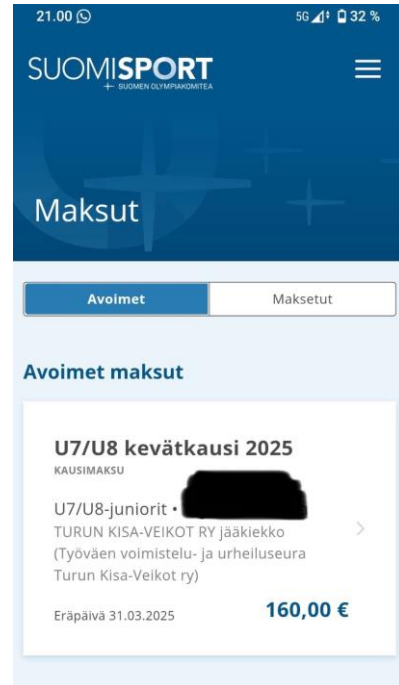 21.00 5G 32 %
SUOMISPORT
SUOMEN OLYMPIAKOMITEA
Maksut
Avoimet Maksetut
Avoimet maksut
U7/U8 kevätkausi 2025
KAUSIMAKSU
U7/U8-juniorit •
TURUN KISA-VEIKOT RY jääkiekko
(Työväen voimistelu- ja urheiluseura
Turun Kisa-Veikot ry)
Eräpäivä 31.03.2025 160,00 €